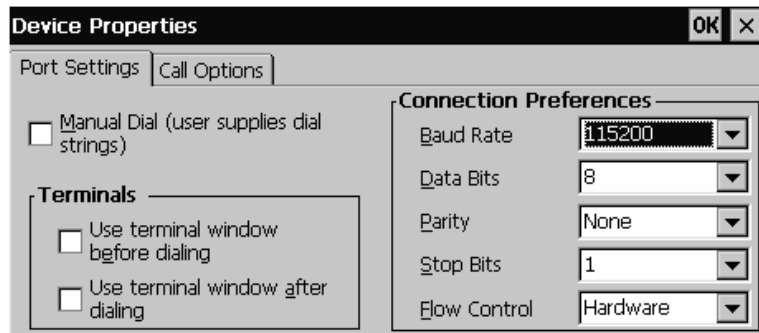 Device Properties
OK ×
Port Settings
Call Options
Manual Dial (user supplies dial
strings)
Terminals
Use terminal window
before dialing
Use terminal window after
dialing
Connection Preferences
Baud Rate 115200
Data Bits 8
Parity None
Stop Bits 1
Flow Control Hardware